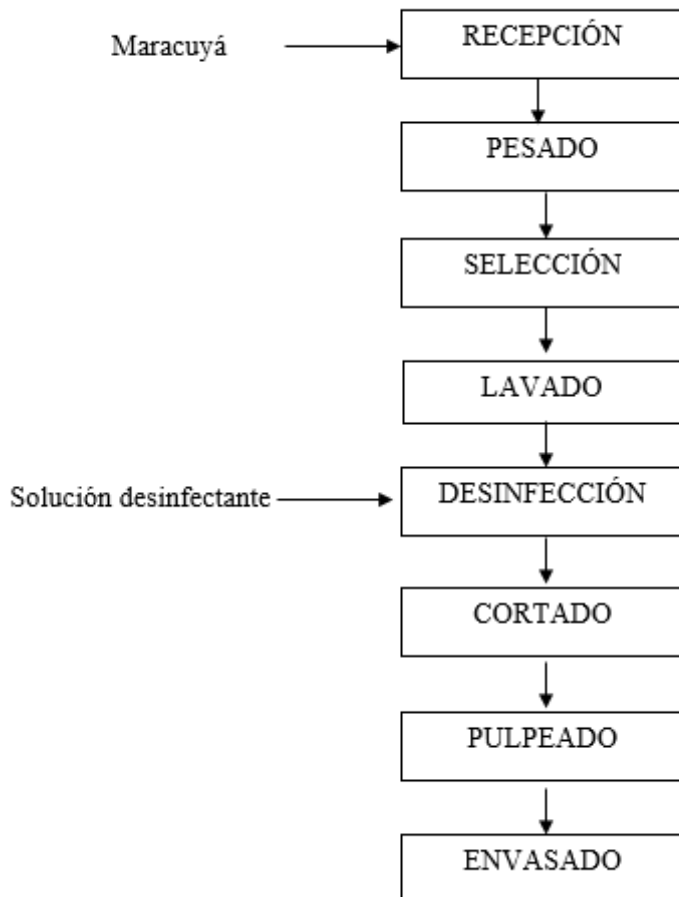 Maracuyá
RECEPCIÓN
PESADO
SELECCIÓN
LAVADO
Solución desinfectante
DESINFECCIÓN
CORTADO
PULPEADO
ENVASADO